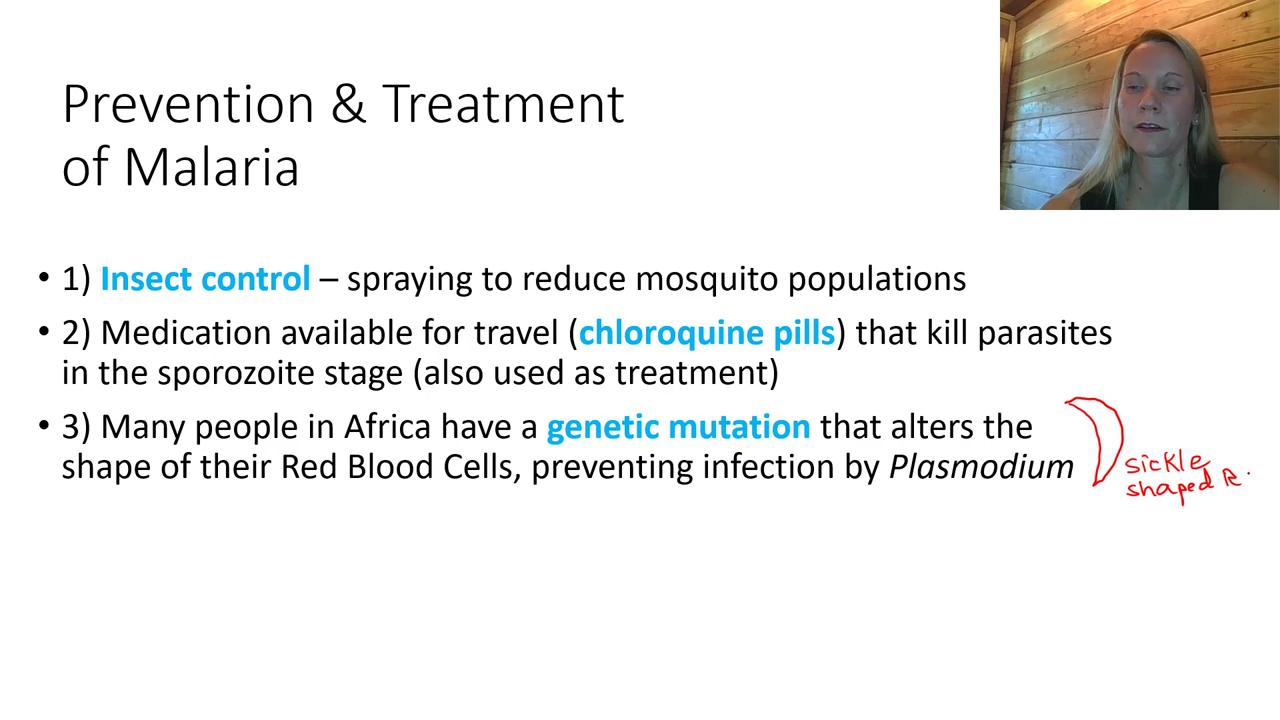 Prevention & Treatment
of Malaria
• 1) Insect control – spraying to reduce mosquito populations
• 2) Medication available for travel (chloroquine pills) that kill parasites
in the sporozoite stage (also used as treatment)
• 3) Many people in Africa have a genetic mutation that alters the
shape of their Red Blood Cells, preventing infection by Plasmodium
sickle
shaped R.